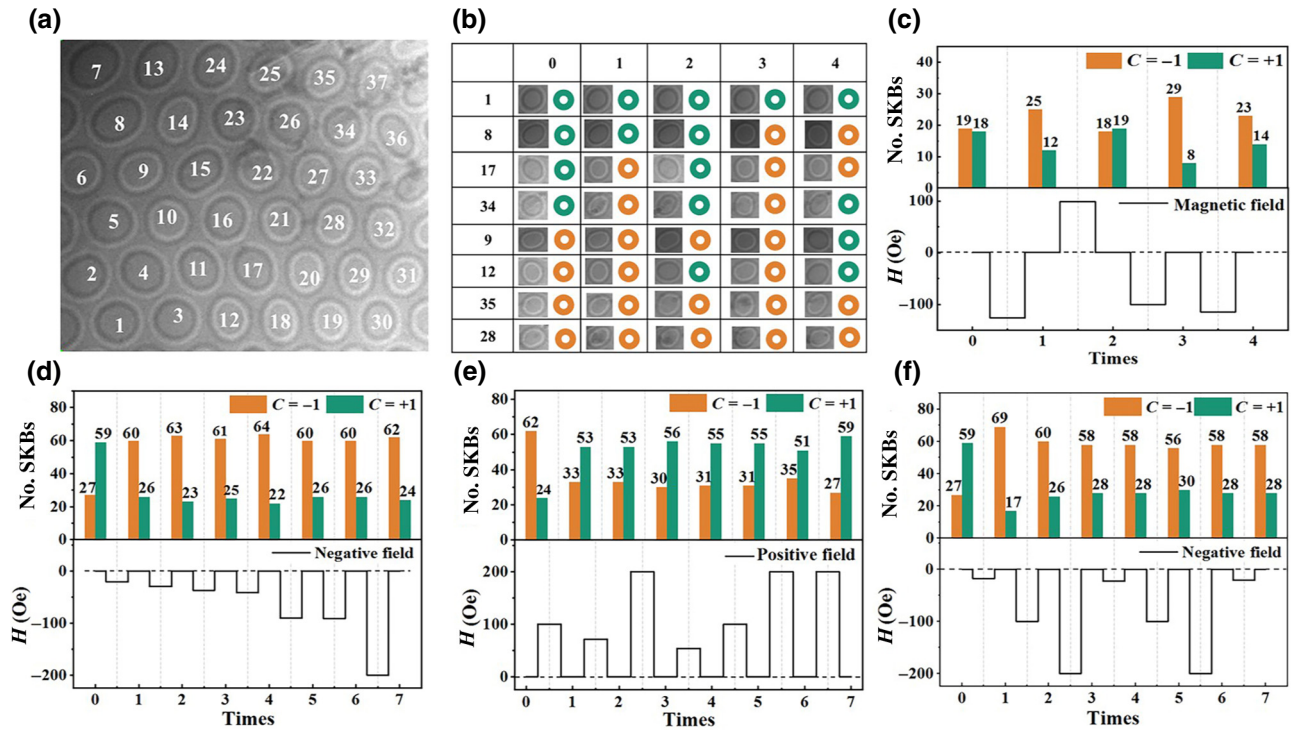 (a)
7 13 24 25 35 37
8 14 23 26 34 36
6 9 15 22 27 33
5 10 16 21 28 32
2 4 11 17 20 29 31
1 3 12 18 19 30
(b)
0 1 2 3 4
1
8
17
34
9
12
35
28
(c)
C = −1 C = +1
No. SKBs
40
30
20
10
0
19 18 25 12 18 19 29 8 23 14
Magnetic field
H (Oe)
100
0
−100
0 1 2 3 4
Times
(d)
C = −1 C = +1
No. SKBs
80
60
40
20
0
27 59 60 26 63 23 61 25 64 22 60 26 60 26 62 24
Negative field
H (Oe)
0
−100
−200
0 1 2 3 4 5 6 7
Times
(e)
C = −1 C = +1
No. SKBs
80
60
40
20
0
62 24 33 53 33 53 30 56 31 55 31 55 35 51 27 59
Positive field
H (Oe)
200
100
0
0 1 2 3 4 5 6 7
Times
(f)
C = −1 C = +1
No. SKBs
80
60
40
20
0
27 59 69 17 60 26 58 28 58 28 56 30 58 28 58 28
Negative field
H (Oe)
0
−100
−200
0 1 2 3 4 5 6 7
Times